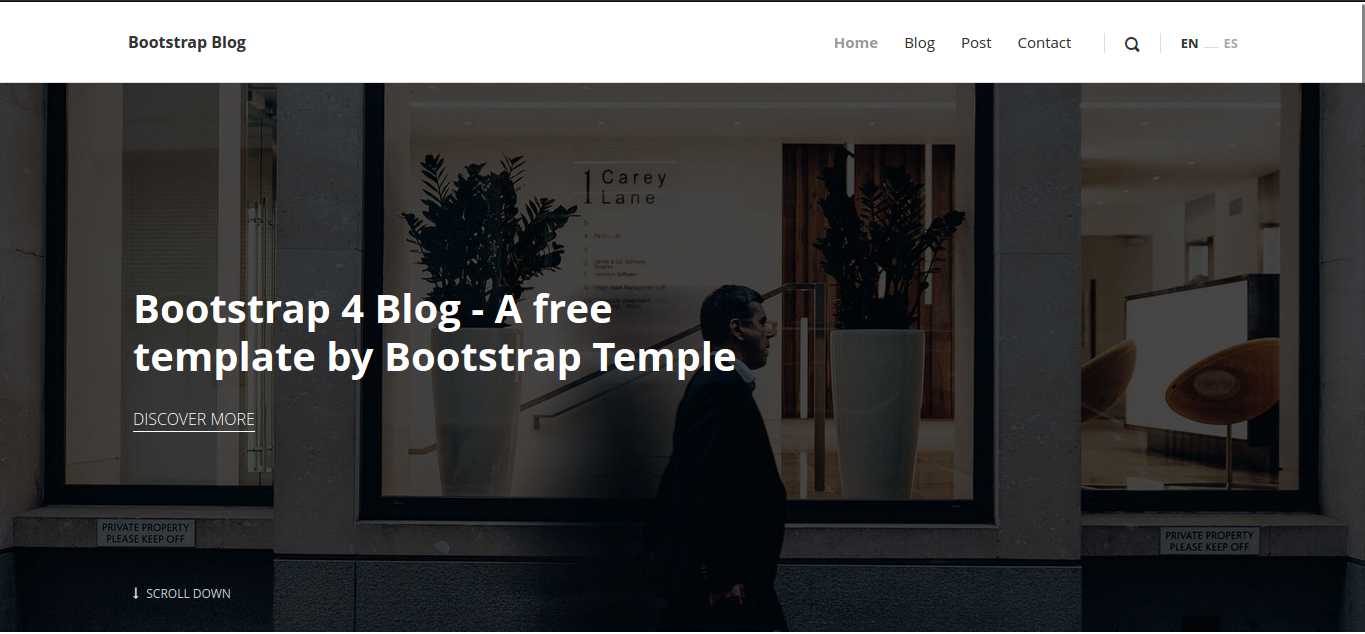 Bootstrap Blog
Home Blog Post Contact EN ES
1 Carey
Lane
Bootstrap 4 Blog - A free
template by Bootstrap Temple
DISCOVER MORE
PRIVATE PROPERTY
PLEASE KEEP OFF
PRIVATE PROPERTY
PLEASE KEEP OFF
SCROLL DOWN